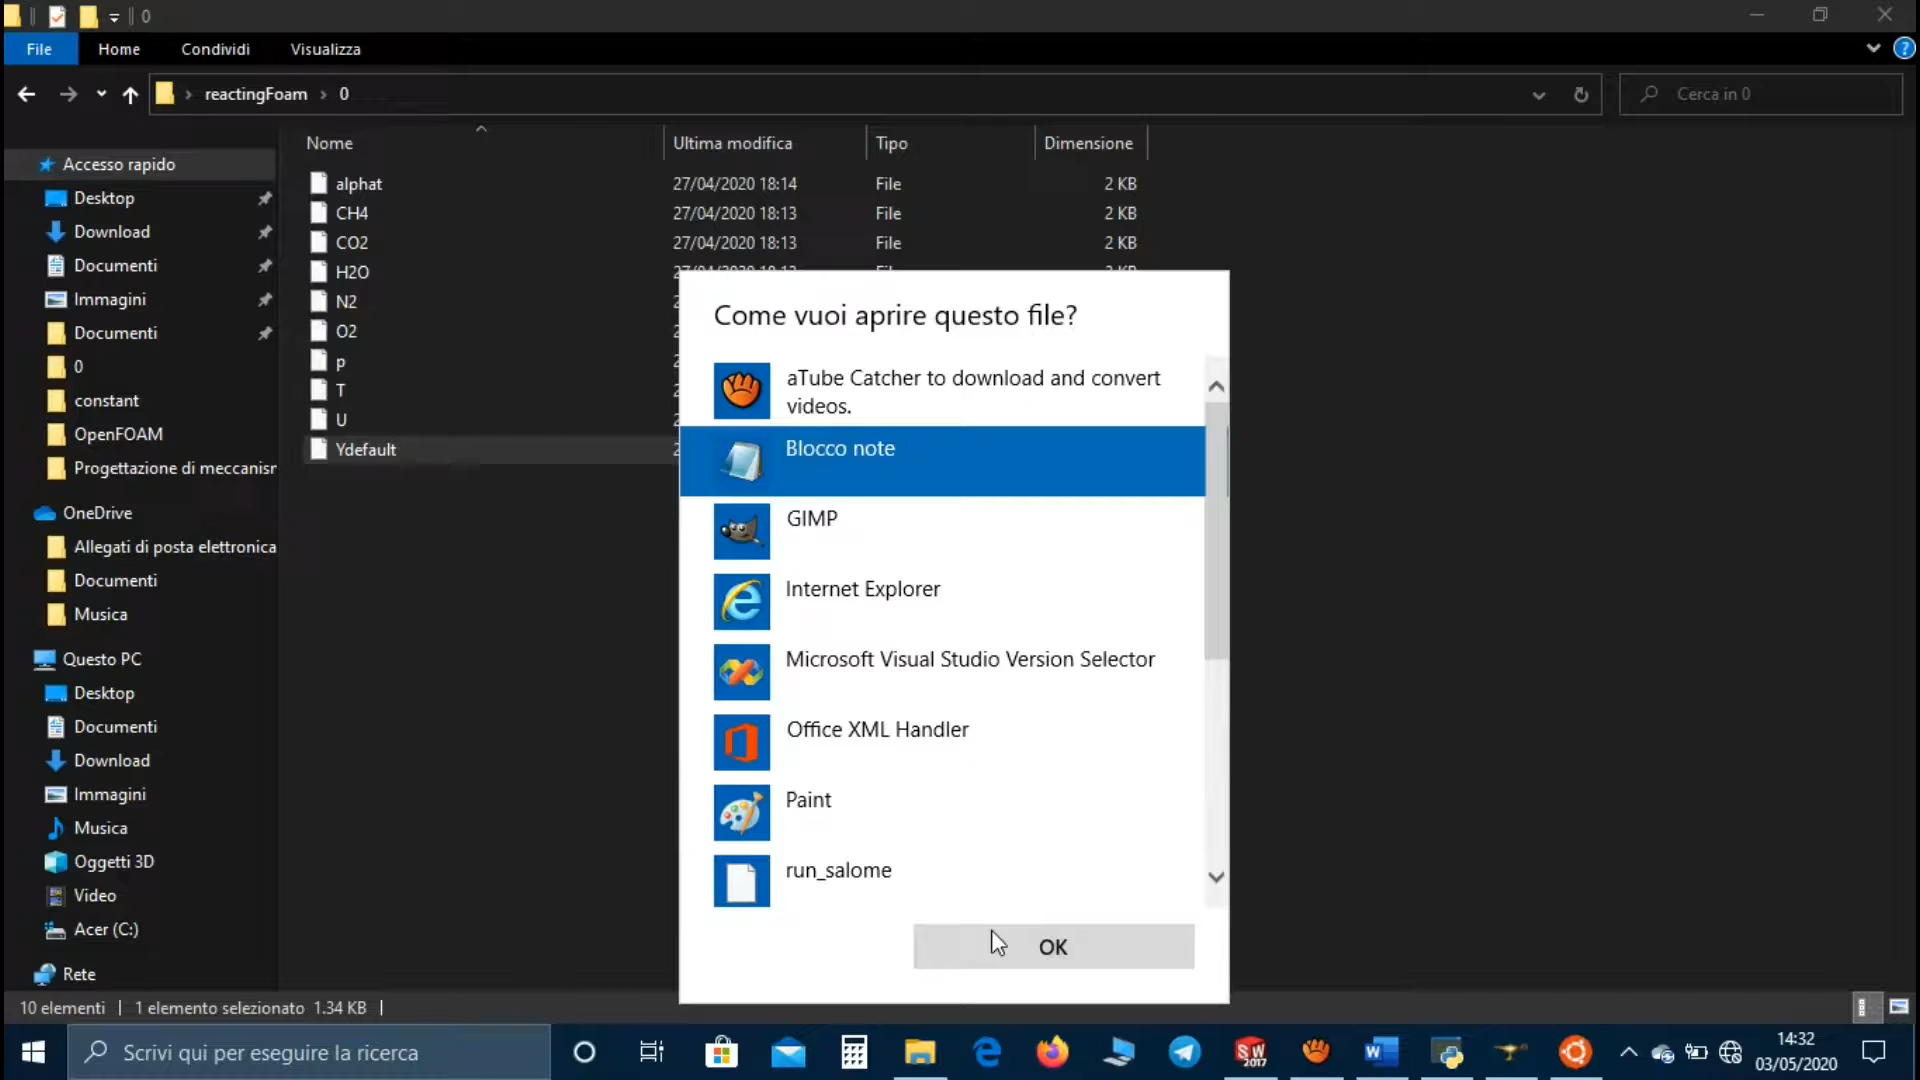 0
File Home Condividi Visualizza
reactingFoam 0
Cerca in 0
Nome Ultima modifica Tipo Dimensione
alphat 27/04/2020 18:14 File 2 KB
CH4 27/04/2020 18:13 File 2 KB
CO2 27/04/2020 18:13 File 2 KB
H2O
N2
O2
p
T
U
Ydefault
Accesso rapido
Desktop
Download
Documenti
Immagini
Documenti
0
constant
OpenFOAM
Progettazione di meccanisr
OneDrive
Allegati di posta elettronica
Documenti
Musica
Questo PC
Desktop
Documenti
Download
Immagini
Musica
Oggetti 3D
Video
Acer (C:)
Rete
10 elementi 1 elemento selezionato 1.34 KB
Come vuoi aprire questo file?
aTube Catcher to download and convert
videos.
Blocco note
GIMP
Internet Explorer
Microsoft Visual Studio Version Selector
Office XML Handler
Paint
run_salome
OK
Scrivi qui per eseguire la ricerca
SW
2017
14:32
03/05/2020